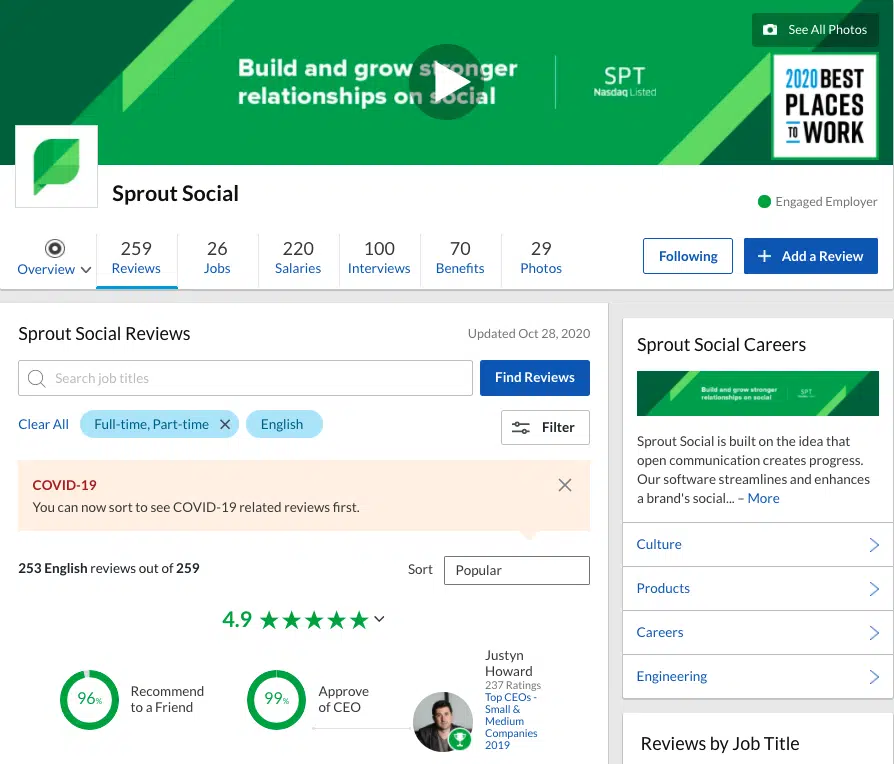 See All Photos
Build and grow stronger
relationships on social
SPT
Nasdaq Listed
2020 BEST
PLACES
TO WORK
Sprout Social
Engaged Employer
Overview
259
Reviews
26
Jobs
220
Salaries
100
Interviews
70
Benefits
29
Photos
Following
+ Add a Review
Sprout Social Reviews
Updated Oct 28, 2020
Search job titles
Find Reviews
Clear All
Full-time, Part-time
English
Filter
COVID-19
You can now sort to see COVID-19 related reviews first.
253 English reviews out of 259
Sort
Popular
4.9
96%
Recommend
to a Friend
99%
Approve
of CEO
Justyn
Howard
237 Ratings
Top CEOs -
Small &
Medium
Companies
2019
Sprout Social Careers
Build and grow stronger
relationships on social
SPT
Sprout Social is built on the idea that
open communication creates progress.
Our software streamlines and enhances
a brand's social... – More
Culture
Products
Careers
Engineering
Reviews by Job Title